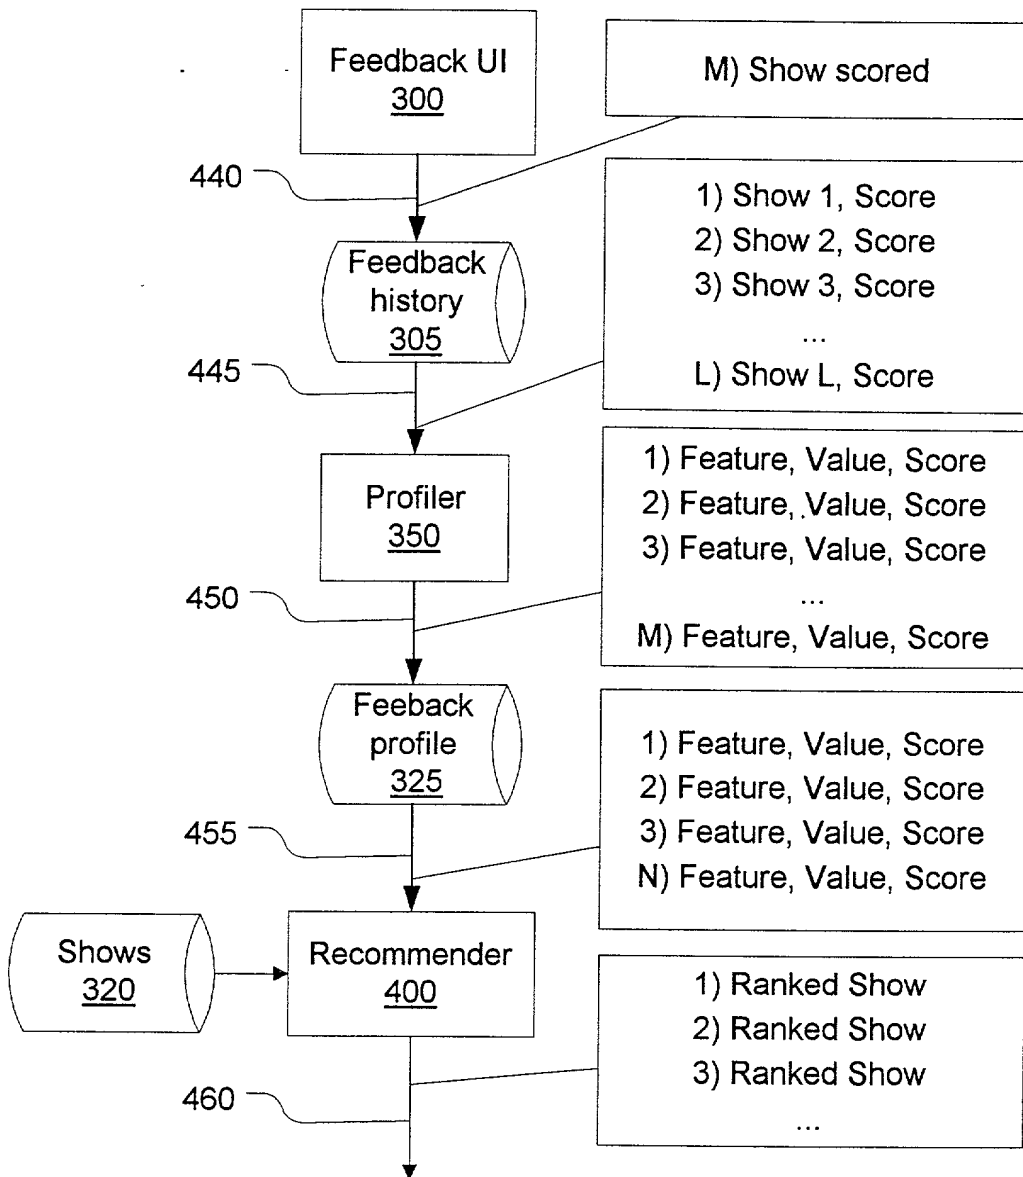 Feedback UI
300
M) Show scored
440
1) Show 1, Score
2) Show 2, Score
3) Show 3, Score
...
L) Show L, Score
Feedback
history
305
445
1) Feature, Value, Score
2) Feature, Value, Score
3) Feature, Value, Score
...
M) Feature, Value, Score
Profiler
350
450
Feeback
profile
325
1) Feature, Value, Score
2) Feature, Value, Score
3) Feature, Value, Score
N) Feature, Value, Score
455
Shows
320
Recommender
400
1) Ranked Show
2) Ranked Show
3) Ranked Show
...
460